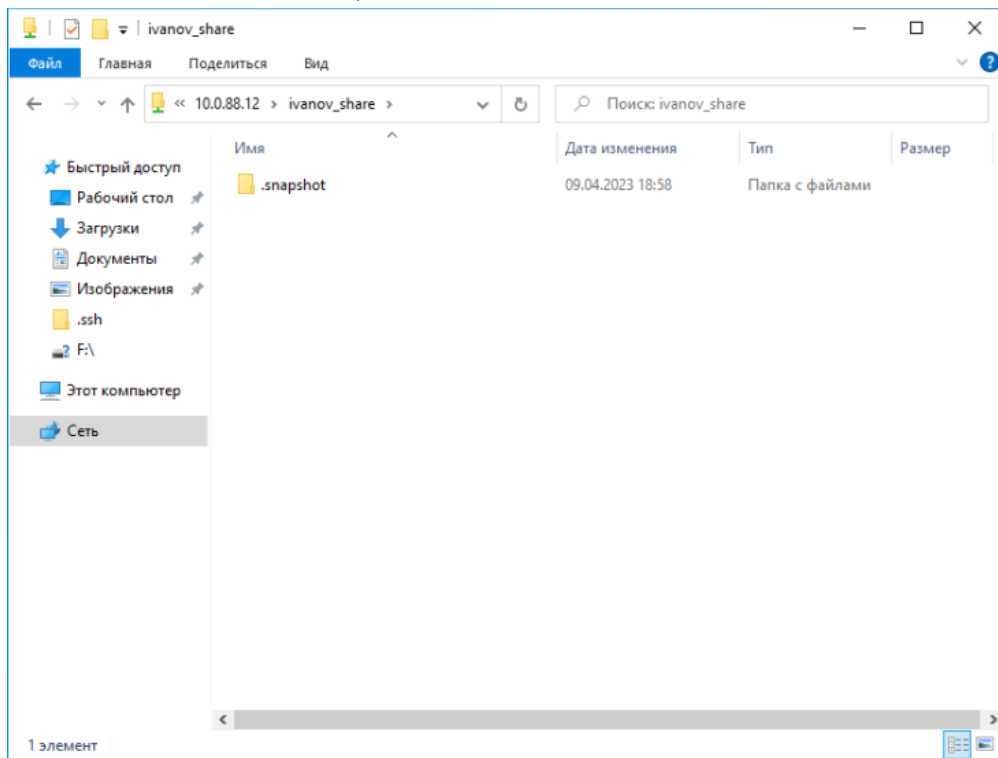 ivanov_share
Файл Главная Поделиться Вид
« 10.0.88.12 › ivanov_share › Поиск: ivanov_share
Имя Дата изменения Тип Размер
Быстрый доступ
.snapshot 09.04.2023 18:58 Папка с файлами
Рабочий стол
Загрузки
Документы
Изображения
.ssh
F:\
Этот компьютер
Сеть
1 элемент